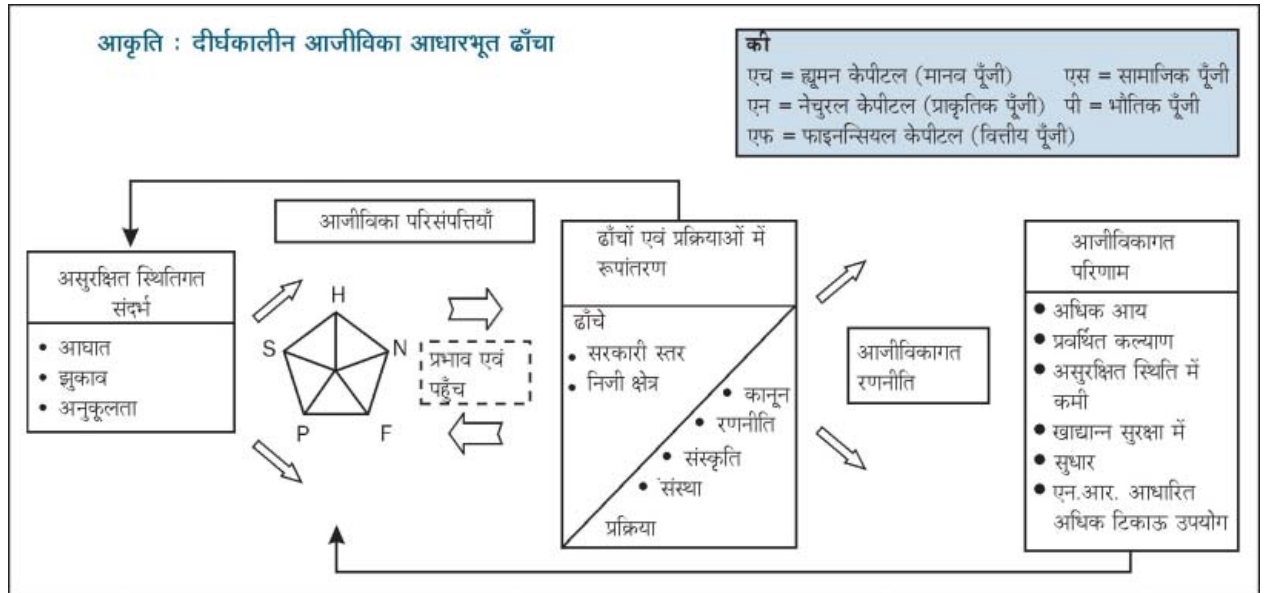 आकृति : दीर्घकालीन आजीविका आधारभूत ढाँचा
की
एच = ह्यूमन केपीटल (मानव पूँजी) एस = सामाजिक पूँजी
एन = नेचुरल केपीटल (प्राकृतिक पूँजी) पी = भौतिक पूँजी
एफ = फाइनन्सियल केपीटल (वित्तीय पूँजी)
आजीविका परिसंपत्तियाँ
असुरक्षित स्थितिगत
संदर्भ
• आघात
• झुकाव
• अनुकूलता
H
S
N
P
F
प्रभाव एवं
पहुँच
ढाँचों एवं प्रक्रियाओं में
रूपांतरण
ढाँचे
• सरकारी स्तर
• निजी क्षेत्र
• कानून
• रणनीति
• संस्कृति
• संस्था
प्रक्रिया
आजीविकागत
रणनीति
आजीविकागत
परिणाम
● अधिक आय
● प्रवर्धित कल्याण
● असुरक्षित स्थिति में
कमी
● खाद्यान्न सुरक्षा में
● सुधार
● एन.आर. आधारित
अधिक टिकाऊ उपयोग